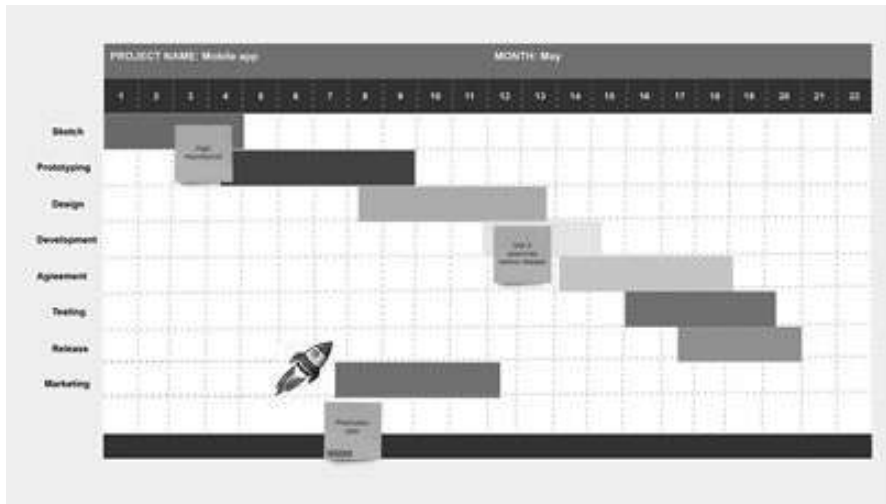 PROJECT NAME: Mobile app MONTH: May
1 2 3 4 5 6 7 8 9 10 11 12 13 14 15 16 17 18 19 20 21 22
Sketch
Prototyping
Design
Development
Agreement
Testing
Release
Marketing